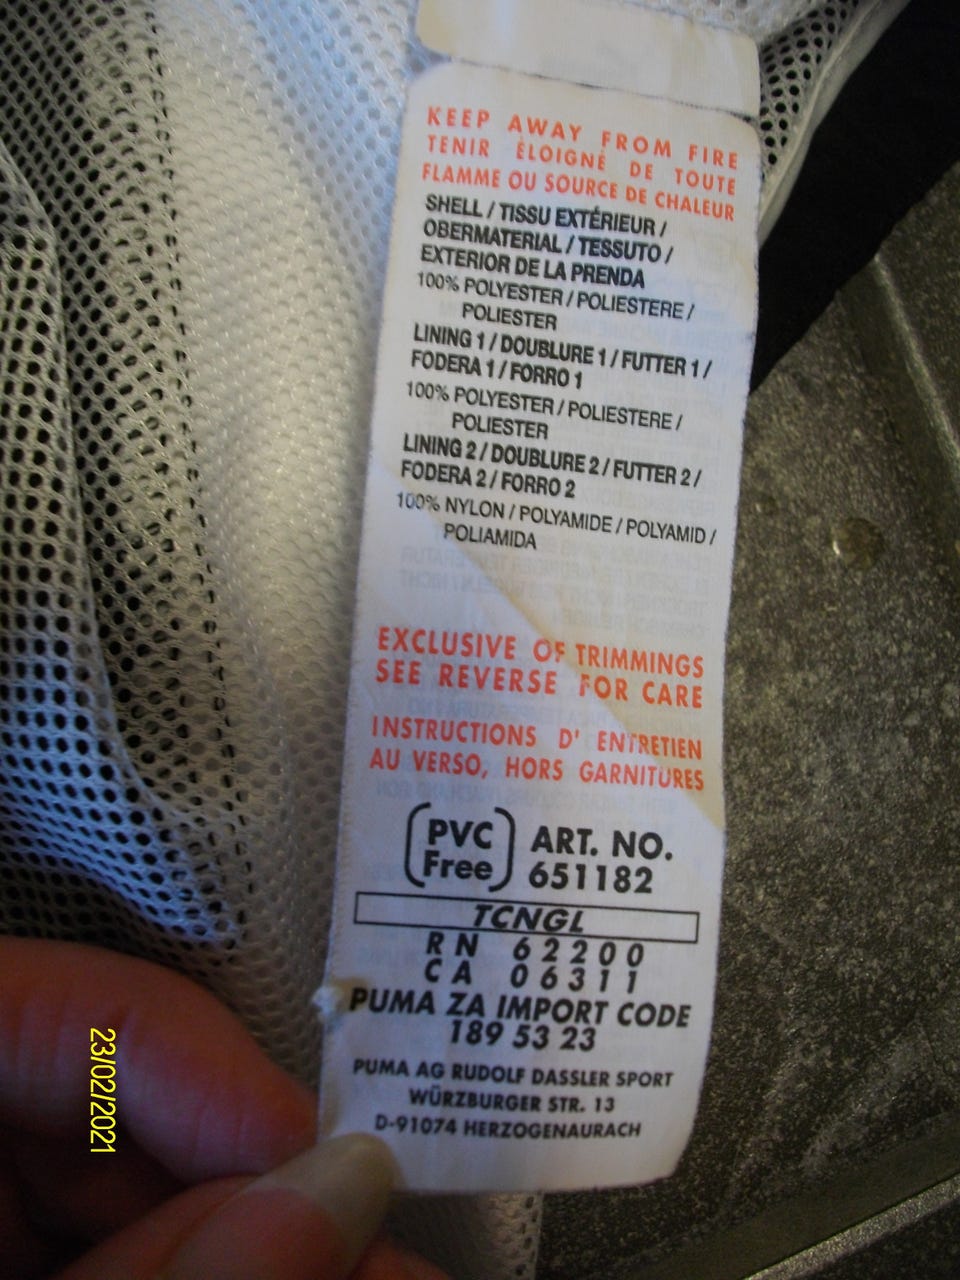 KEEP AWAY FROM FIRE
TENIR ÉLOIGNÉ DE TOUTE
FLAMME OU SOURCE DE CHALEUR
SHELL / TISSU EXTÉRIEUR /
OBERMATERIAL / TESSUTO /
EXTERIOR DE LA PRENDA
100% POLYESTER / POLIESTERE /
POLIESTER
LINING 1 / DOUBLURE 1 / FUTTER 1 /
FODERA 1 / FORRO 1
100% POLYESTER / POLIESTERE /
POLIESTER
LINING 2 / DOUBLURE 2 / FUTTER 2 /
FODERA 2 / FORRO 2
100% NYLON / POLYAMIDE / POLYAMID /
POLIAMIDA
EXCLUSIVE OF TRIMMINGS
SEE REVERSE FOR CARE
INSTRUCTIONS D' ENTRETIEN
AU VERSO, HORS GARNITURES
PVC ART. NO.
Free 651182
TCNGL
RN 62200
CA 06311
PUMA ZA IMPORT CODE
189 53 23
PUMA AG RUDOLF DASSLER SPORT
WÜRZBURGER STR. 13
D-91074 HERZOGENAURACH
23/02/2021